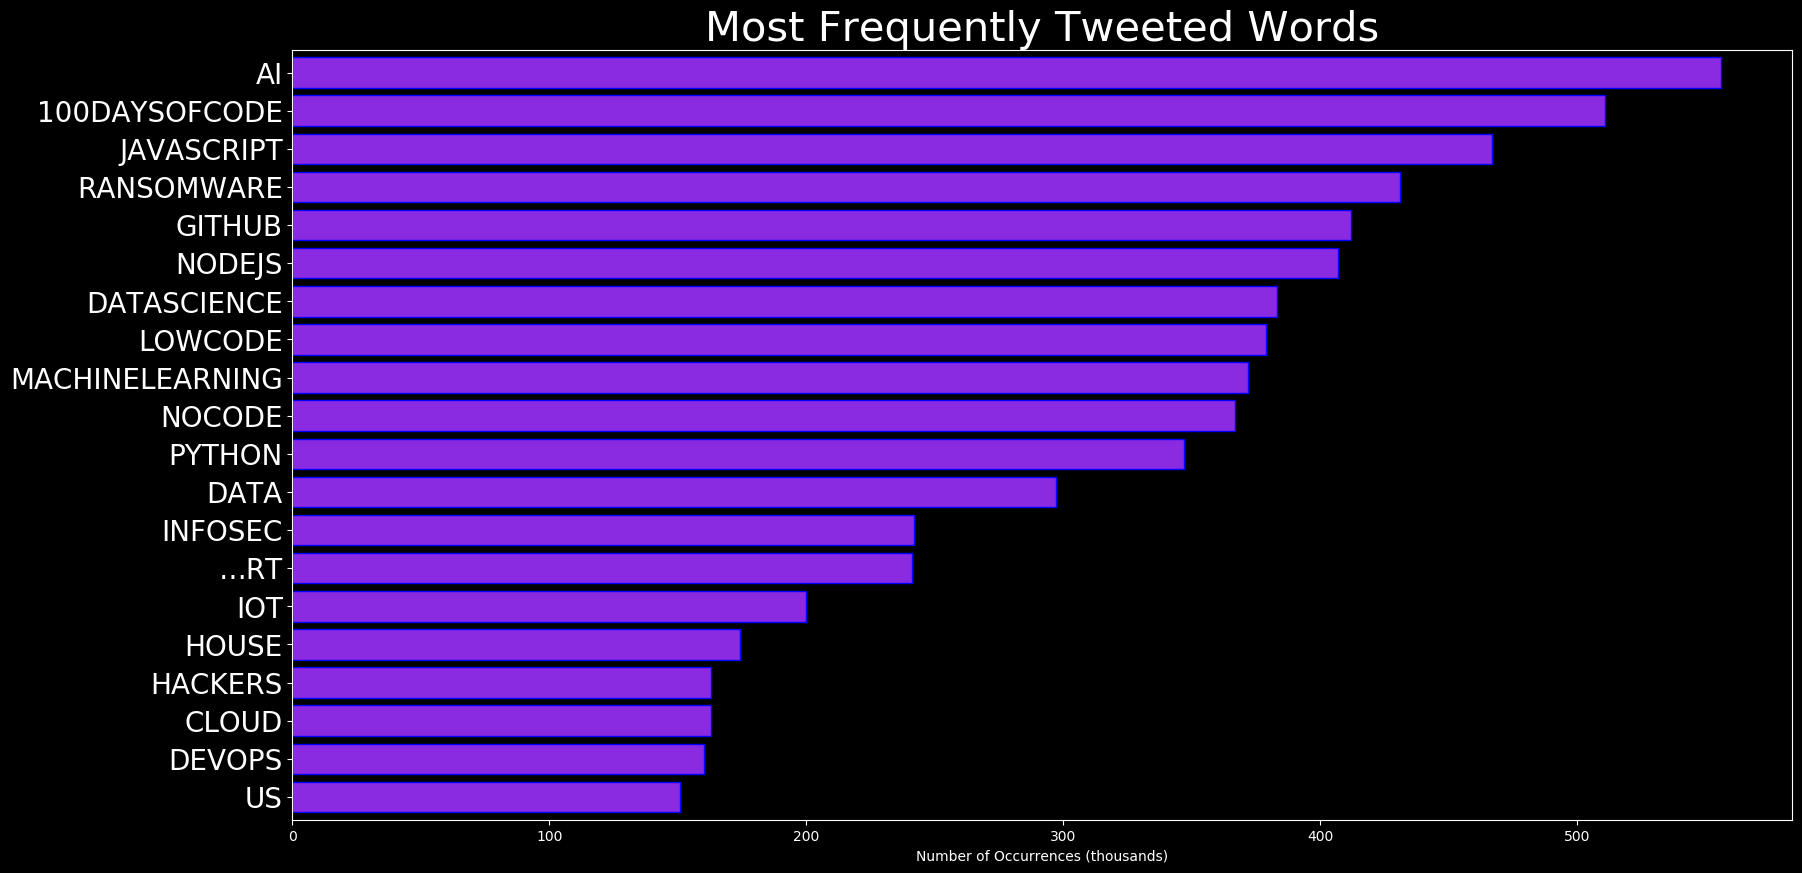 Most Frequently Tweeted Words
AI
100DAYSOFCODE
JAVASCRIPT
RANSOMWARE
GITHUB
NODEJS
DATASCIENCE
LOWCODE
MACHINELEARNING
NOCODE
PYTHON
DATA
INFOSEC
…RT
IOT
HOUSE
HACKERS
CLOUD
DEVOPS
US
0 100 200 300 400 500
Number of Occurrences (thousands)